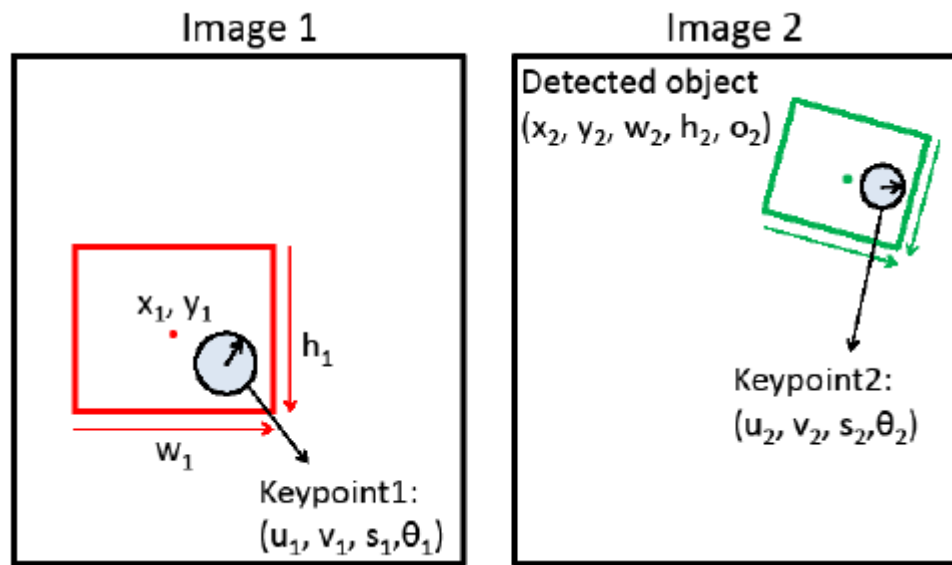 Image 1
Image 2
Detected object
(x₂, y₂, w₂, h₂, o₂)
x₁, y₁
h₁
w₁
Keypoint1:
(u₁, v₁, s₁,θ₁)
Keypoint2:
(u₂, v₂, s₂,θ₂)